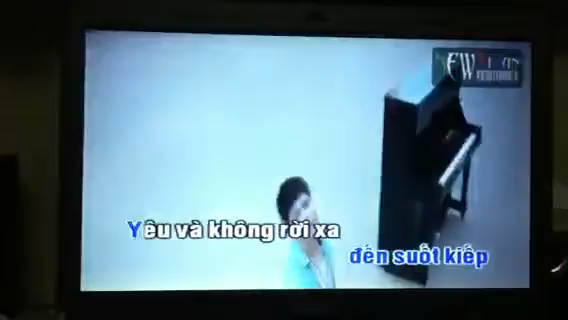 Yêu và không rời xa
đến suốt kiếp